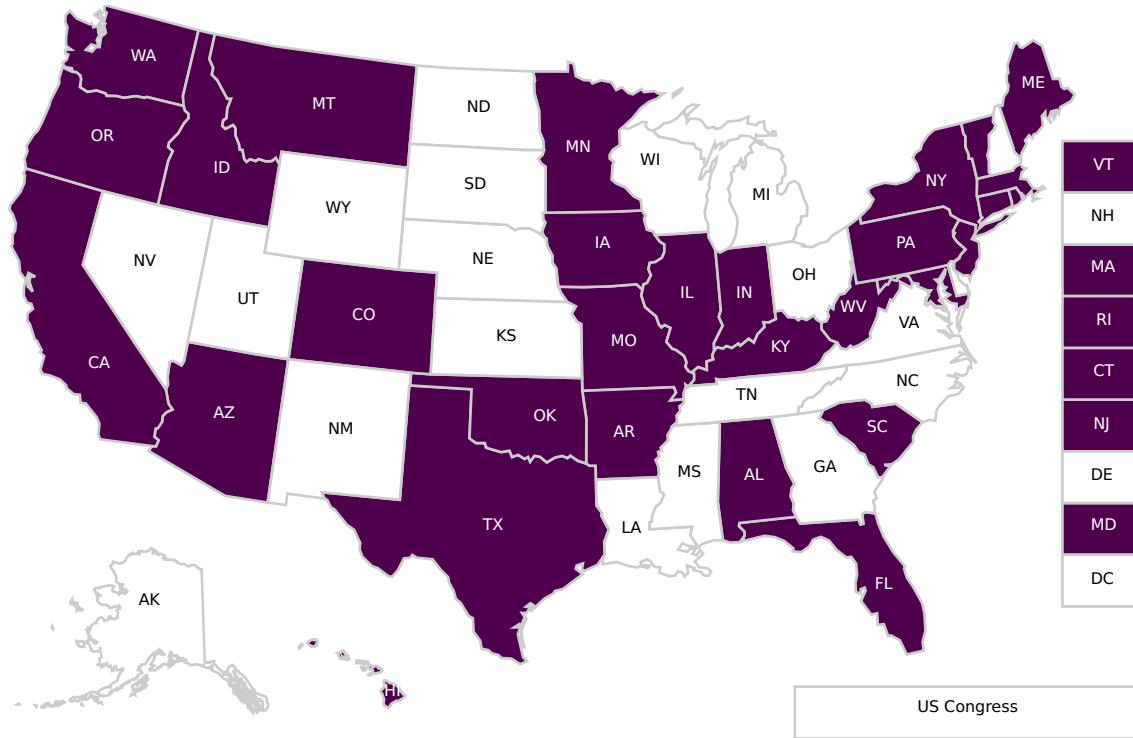 WA
MT
ND
MN
ME
OR
ID
SD
WI
MI
NY
VT
WY
NH
NV
UT
NE
IA
PA
MA
CO
IL
IN
OH
WV
RI
CA
KS
MO
KY
VA
CT
AZ
NM
OK
AR
TN
NC
SC
NJ
MS
AL
GA
DE
TX
LA
MD
AK
FL
DC
HI
US Congress